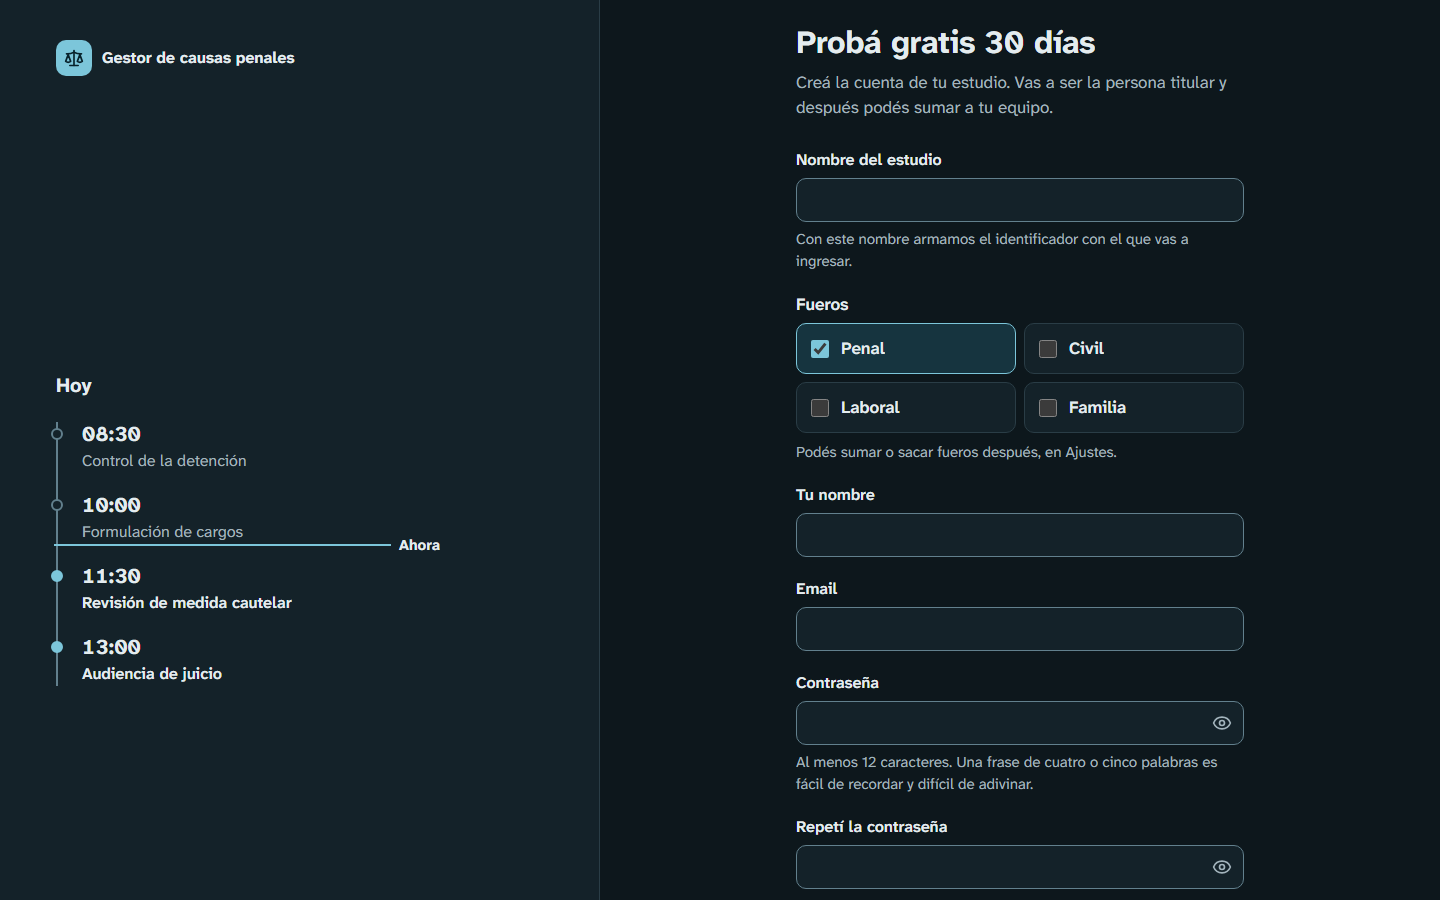 Gestor de causas penales
Hoy
08:30
Control de la detención
10:00
Formulación de cargos
Ahora
11:30
Revisión de medida cautelar
13:00
Audiencia de juicio
Probá gratis 30 días
Creá la cuenta de tu estudio. Vas a ser la persona titular y
después podés sumar a tu equipo.
Nombre del estudio
Con este nombre armamos el identificador con el que vas a
ingresar.
Fueros
Penal
Civil
Laboral
Familia
Podés sumar o sacar fueros después, en Ajustes.
Tu nombre
Email
Contraseña
Al menos 12 caracteres. Una frase de cuatro o cinco palabras es
fácil de recordar y difícil de adivinar.
Repetí la contraseña